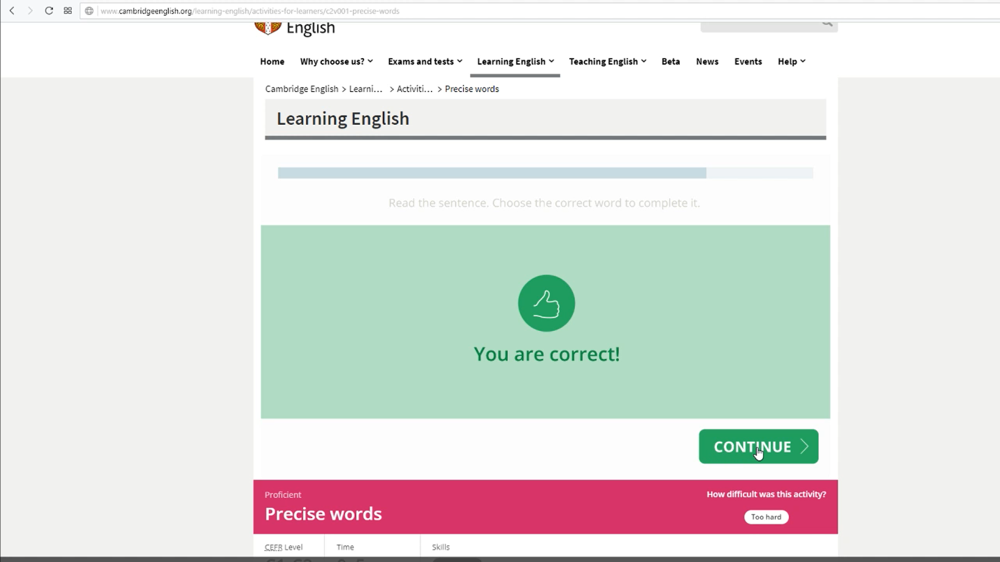 www.cambridgeenglish.org/learning-english/activities-for-learners/c2v001-precise-words
English
Home Why choose us? Exams and tests Learning English Teaching English Beta News Events Help
Cambridge English > Learni... > Activiti... > Precise words
Learning English
Read the sentence. Choose the correct word to complete it.
You are correct!
CONTINUE
Proficient
How difficult was this activity?
Precise words
Too hard
CEFR Level Time Skills